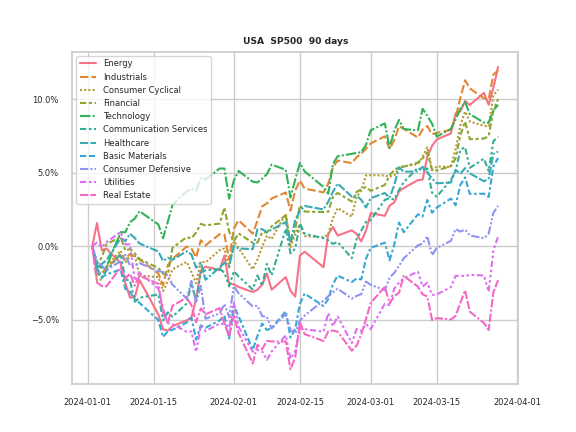 USA SP500 90 days
Energy
Industrials
Consumer Cyclical
Financial
Technology
Communication Services
Healthcare
Basic Materials
Consumer Defensive
Utilities
Real Estate
10.0%
5.0%
0.0%
−5.0%
2024-01-01 2024-01-15 2024-02-01 2024-02-15 2024-03-01 2024-03-15 2024-04-01